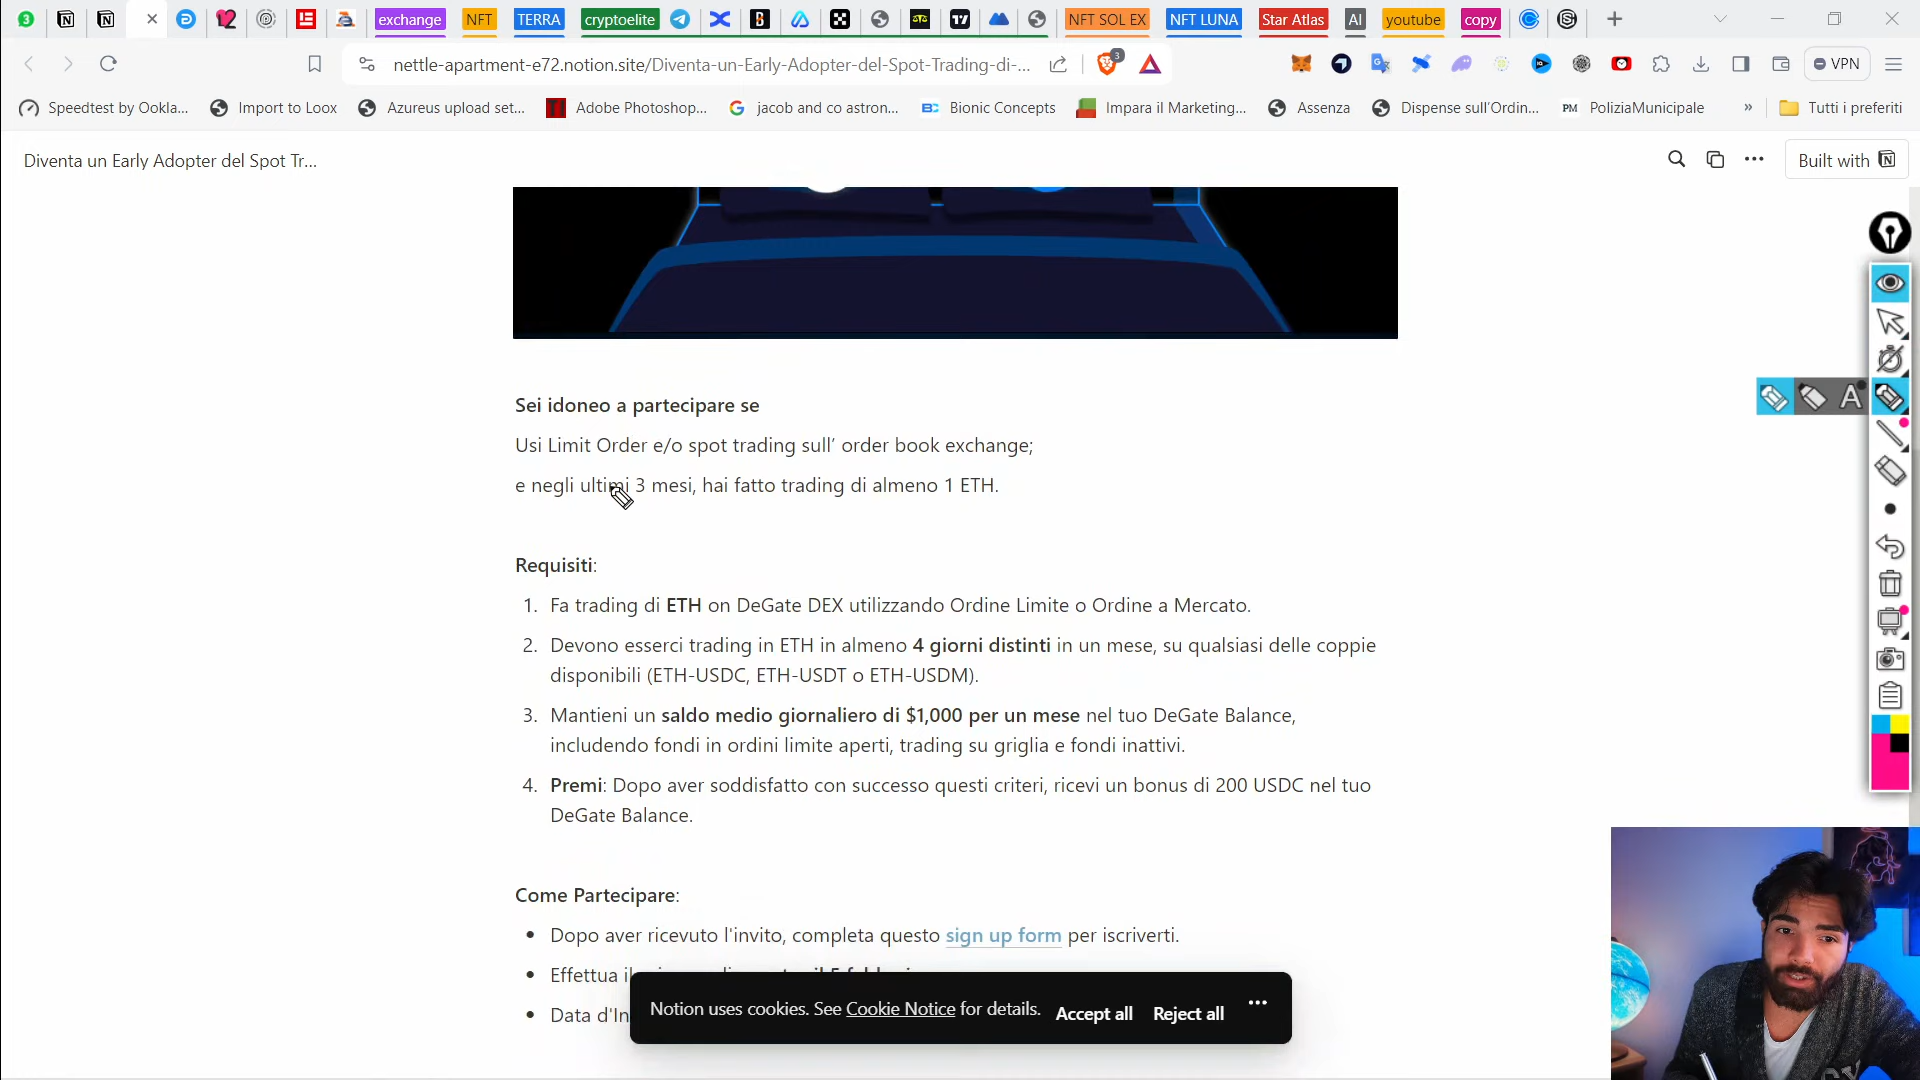 3
exchange
NFT
TERRA
cryptoelite
NFT SOL EX
NFT LUNA
Star Atlas
AI
youtube
copy
nettle-apartment-e72.notion.site/Diventa-un-Early-Adopter-del-Spot-Trading-di-...
3
VPN
Speedtest by Ookla...
Import to Loox
Azureus upload set...
Adobe Photoshop...
jacob and co astron...
Bionic Concepts
Impara il Marketing...
Assenza
Dispense sull'Ordin...
PM PoliziaMunicipale
»
Tutti i preferiti
Diventa un Early Adopter del Spot Tr...
Built with
Sei idoneo a partecipare se
Usi Limit Order e/o spot trading sull’ order book exchange;
e negli ultimi 3 mesi, hai fatto trading di almeno 1 ETH.
A
Requisiti:
1. Fa trading di ETH on DeGate DEX utilizzando Ordine Limite o Ordine a Mercato.
2. Devono esserci trading in ETH in almeno 4 giorni distinti in un mese, su qualsiasi delle coppie
disponibili (ETH-USDC, ETH-USDT o ETH-USDM).
3. Mantieni un saldo medio giornaliero di $1,000 per un mese nel tuo DeGate Balance,
includendo fondi in ordini limite aperti, trading su griglia e fondi inattivi.
4. Premi: Dopo aver soddisfatto con successo questi criteri, ricevi un bonus di 200 USDC nel tuo
DeGate Balance.
Come Partecipare:
• Dopo aver ricevuto l'invito, completa questo sign up form per iscriverti.
• Effettua il
• Data d'In
Notion uses cookies. See Cookie Notice for details.
Accept all
Reject all